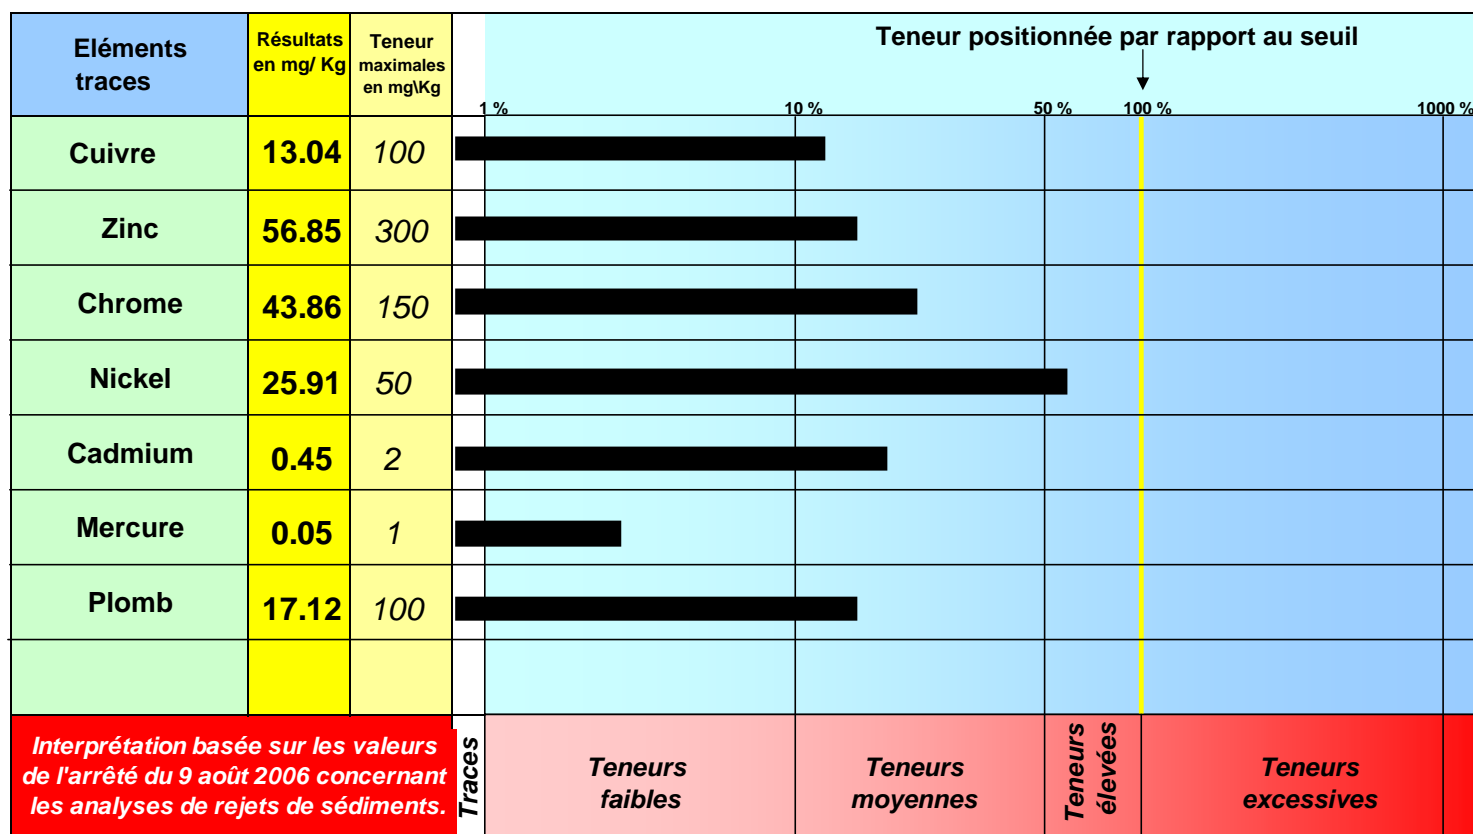 Eléments
traces
Résultats
en mg/ Kg
Teneur
maximales
en mg\Kg
Teneur positionnée par rapport au seuil
1 %
10 %
50 %
100 %
1000 %
Cuivre
13.04
100
Zinc
56.85
300
Chrome
43.86
150
Nickel
25.91
50
Cadmium
0.45
2
Mercure
0.05
1
Plomb
17.12
100
Interprétation basée sur les valeurs
de l'arrêté du 9 août 2006 concernant
les analyses de rejets de sédiments.
Traces
Teneurs
faibles
Teneurs
moyennes
Teneurs
élevées
Teneurs
excessives